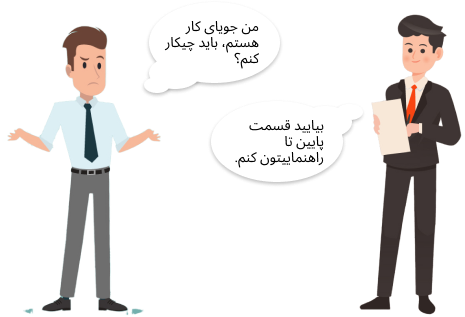 من جویای کار
هستم، باید چیکار
کنم؟
بیایید قسمت
پایین تا
راهنماییتون کنم.